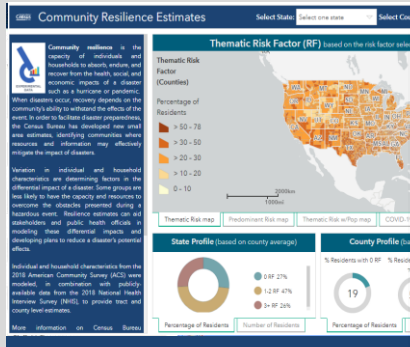 Community Resilience Estimates
Select State: Select one state
Select Cou
EXPERIMENTAL DATA
Community resilience is the
capacity of individuals and
households to absorb, endure, and
recover from the health, social, and
economic impacts of a disaster
such as a hurricane or pandemic.
When disasters occur, recovery depends on the
community's ability to withstand the effects of the
event. In order to facilitate disaster preparedness,
the Census Bureau has developed new small
area estimates, identifying communities where
resources and information may effectively
mitigate the impact of disasters.
Variation in individual and household
characteristics are determining factors in the
differential impact of a disaster. Some groups are
less likely to have the capacity and resources to
overcome the obstacles presented during a
hazardous event. Resilience estimates can aid
stakeholders and public health officials in
modeling these differential impacts and
developing plans to reduce a disaster's potential
effects.
Individual and household characteristics from the
2018 American Community Survey (ACS) were
modeled, in combination with publicly-
available data from the 2018 National Health
Interview Survey (NHIS), to provide tract and
county level estimates.
More information on Census Bureau
Thematic Risk Factor (RF) based on the risk factor selec
Thematic Risk
Factor
(Counties)
Percentage of
Residents
> 50 - 78
> 30 - 50
> 20 - 30
> 10 - 20
0 - 10
2000km
1000mi
Thematic Risk map
Predominant Risk map
Thematic Risk w/Pop map
COVID-1
State Profile (based on county average)
0 RF 27%
1-2 RF 47%
3+ RF 26%
Percentage of Residents
Number of Residents
County Profile (ba
% Residents with 0 RF
% Reside
19
Percentage of Residents